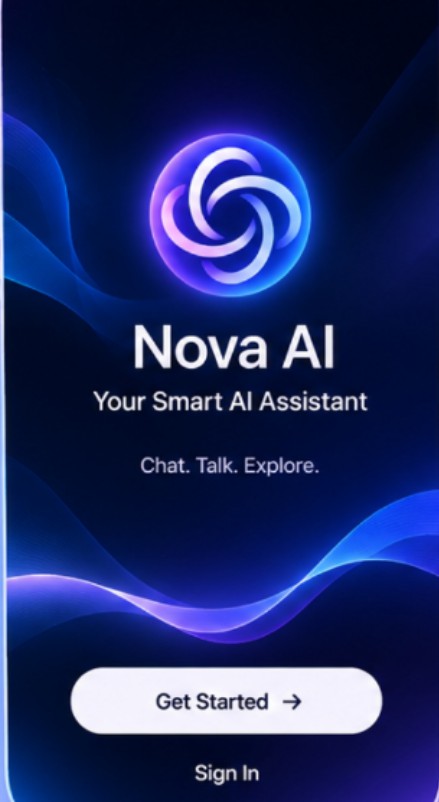 Nova AI
Your Smart AI Assistant
Chat. Talk. Explore.
Get Started →
Sign In